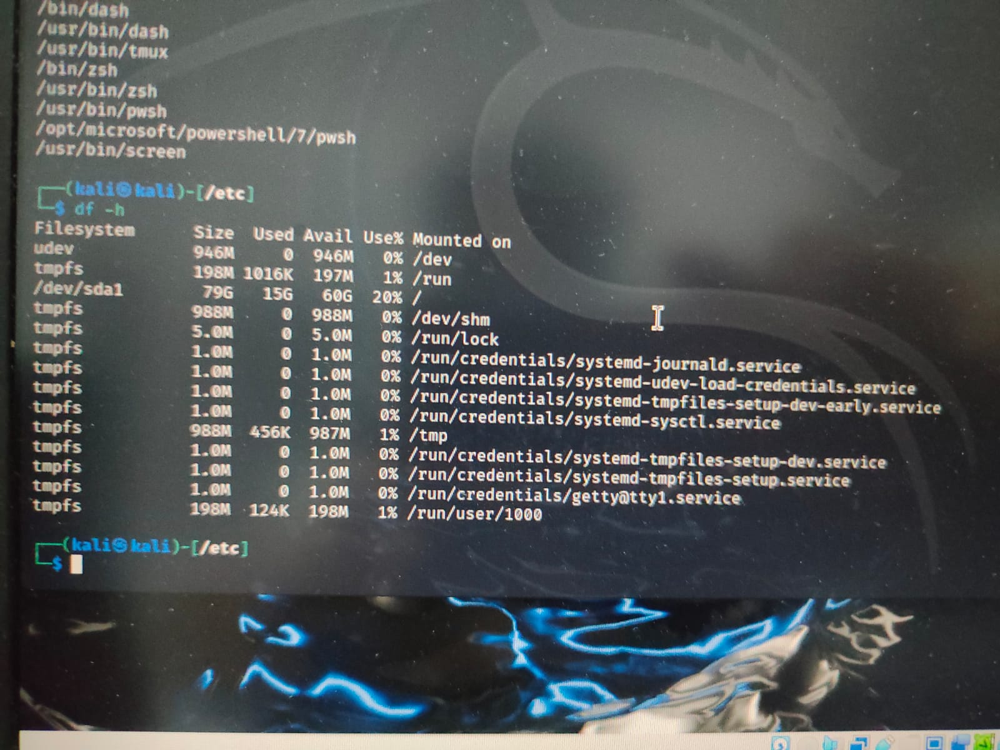 /bin/dash
/usr/bin/dash
/usr/bin/tmux
/bin/zsh
/usr/bin/zsh
/usr/bin/pwsh
/opt/microsoft/powershell/7/pwsh
/usr/bin/screen
(kali㉿kali)-[/etc]
$ df -h
Filesystem Size Used Avail Use% Mounted on
udev 946M 0 946M 0% /dev
tmpfs 198M 1016K 197M 1% /run
/dev/sda1 79G 15G 60G 20% /
tmpfs 988M 0 988M 0% /dev/shm
tmpfs 5.0M 0 5.0M 0% /run/lock
tmpfs 1.0M 0 1.0M 0% /run/credentials/systemd-journald.service
tmpfs 1.0M 0 1.0M 0% /run/credentials/systemd-udev-load-credentials.service
tmpfs 1.0M 0 1.0M 0% /run/credentials/systemd-tmpfiles-setup-dev-early.service
tmpfs 1.0M 0 1.0M 0% /run/credentials/systemd-sysctl.service
tmpfs 988M 456K 987M 1% /tmp
tmpfs 1.0M 0 1.0M 0% /run/credentials/systemd-tmpfiles-setup-dev.service
tmpfs 1.0M 0 1.0M 0% /run/credentials/systemd-tmpfiles-setup.service
tmpfs 1.0M 0 1.0M 0% /run/credentials/getty@tty1.service
tmpfs 198M 124K 198M 1% /run/user/1000
(kali㉿kali)-[/etc]
$